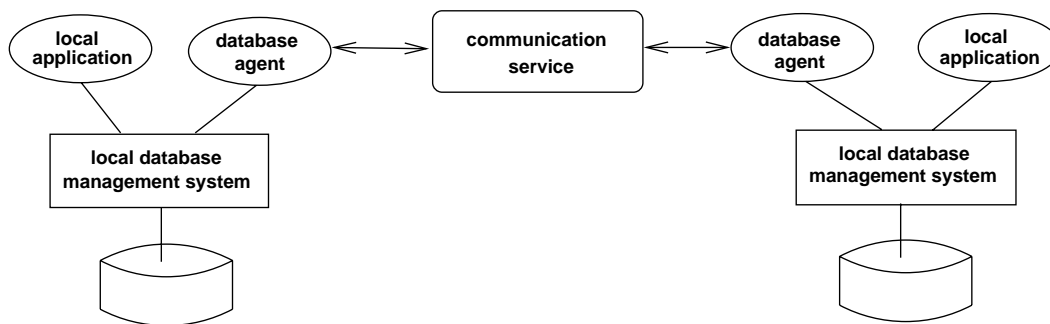 local
application
database
agent
communication
service
database
agent
local
application
local database
management system
local database
management system